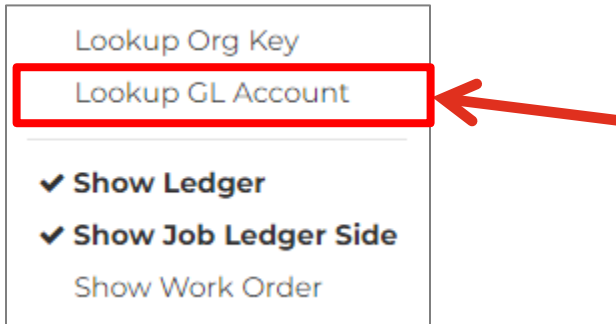 Lookup Org Key
Lookup GL Account
Show Ledger
Show Job Ledger Side
Show Work Order